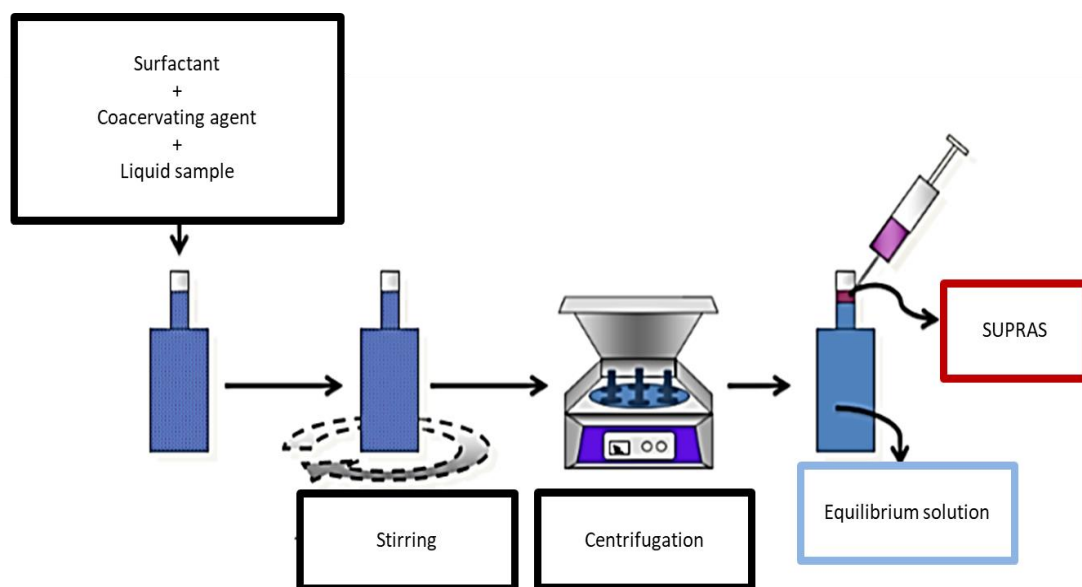 Surfactant
+
Coacervating agent
+
Liquid sample
SUPRAS
Equilibrium solution
Stirring
Centrifugation